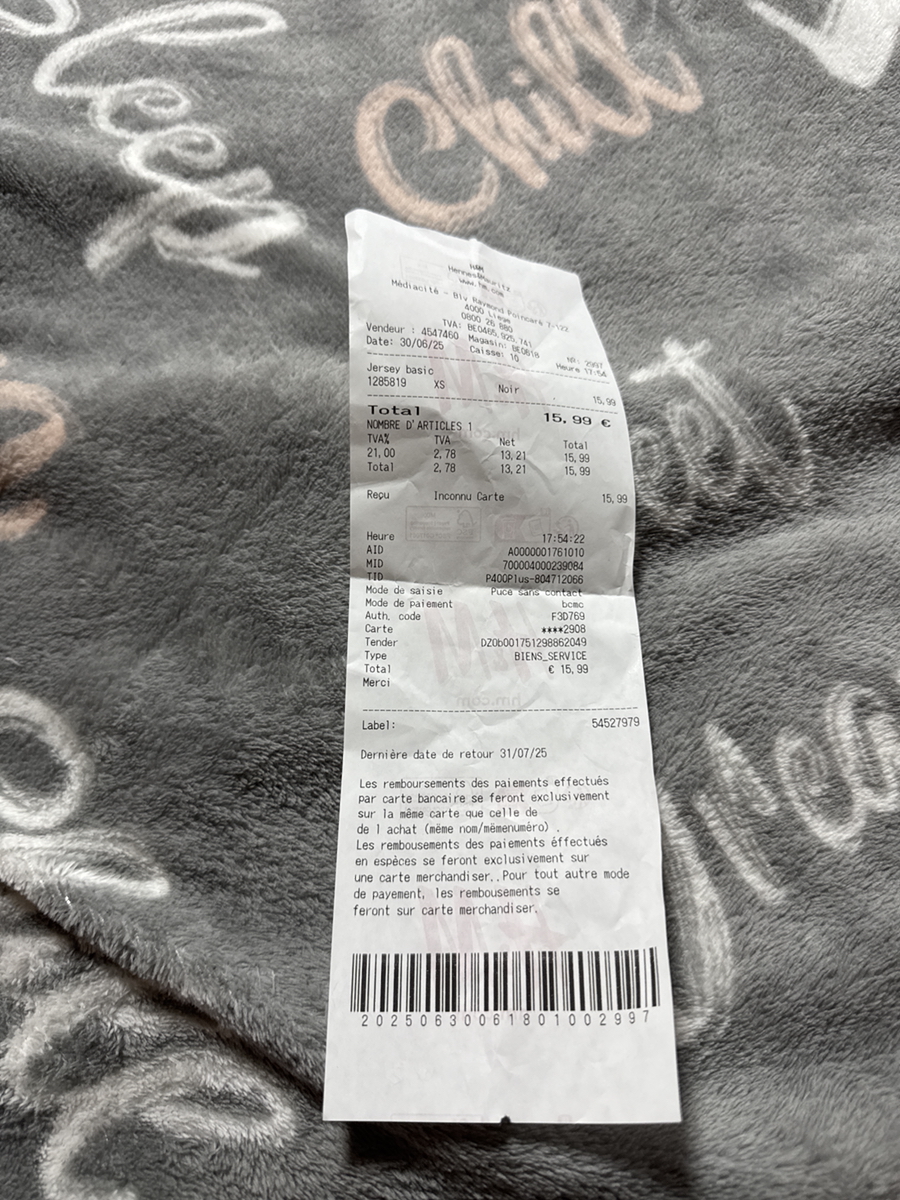 Sleep
Chill
H&M
Hennes&Mauritz
www.hm.com
Médiacité - Blv Raymond Poincaré 7-122
4000 Liege
0800 26 880
TVA: BE0465.925.741
Vendeur : 4547460 Magasin: BE0618 NR: 2997
Date: 30/06/25 Caisse: 10 Heure 17:54
Jersey basic
1285819 XS Noir 15,99
Total 15,99 €
NOMBRE D'ARTICLES 1
TVA% TVA Net Total
21,00 2,78 13,21 15,99
Total 2,78 13,21 15,99
Reçu Inconnu Carte 15,99
Heure 17:54:22
AID A0000001761010
MID 700004000239084
TID P400Plus-804712066
Mode de saisie Puce sans contact
Mode de paiement bcmc
Auth. code F3D769
Carte ****2908
Tender DZ0b001751298862049
Type BIENS_SERVICE
Total € 15,99
Merci
Label: 54527979
Dernière date de retour 31/07/25
Les remboursements des paiements effectués
par carte bancaire se feront exclusivement
sur la même carte que celle de
de l achat (même nom/mêmenuméro) .
Les rembousements des paiements éffectués
en espèces se feront exclusivement sur
une carte merchandiser..Pour tout autre mode
de payement, les rembousements se
feront sur carte merchandiser.
20250630061801002997